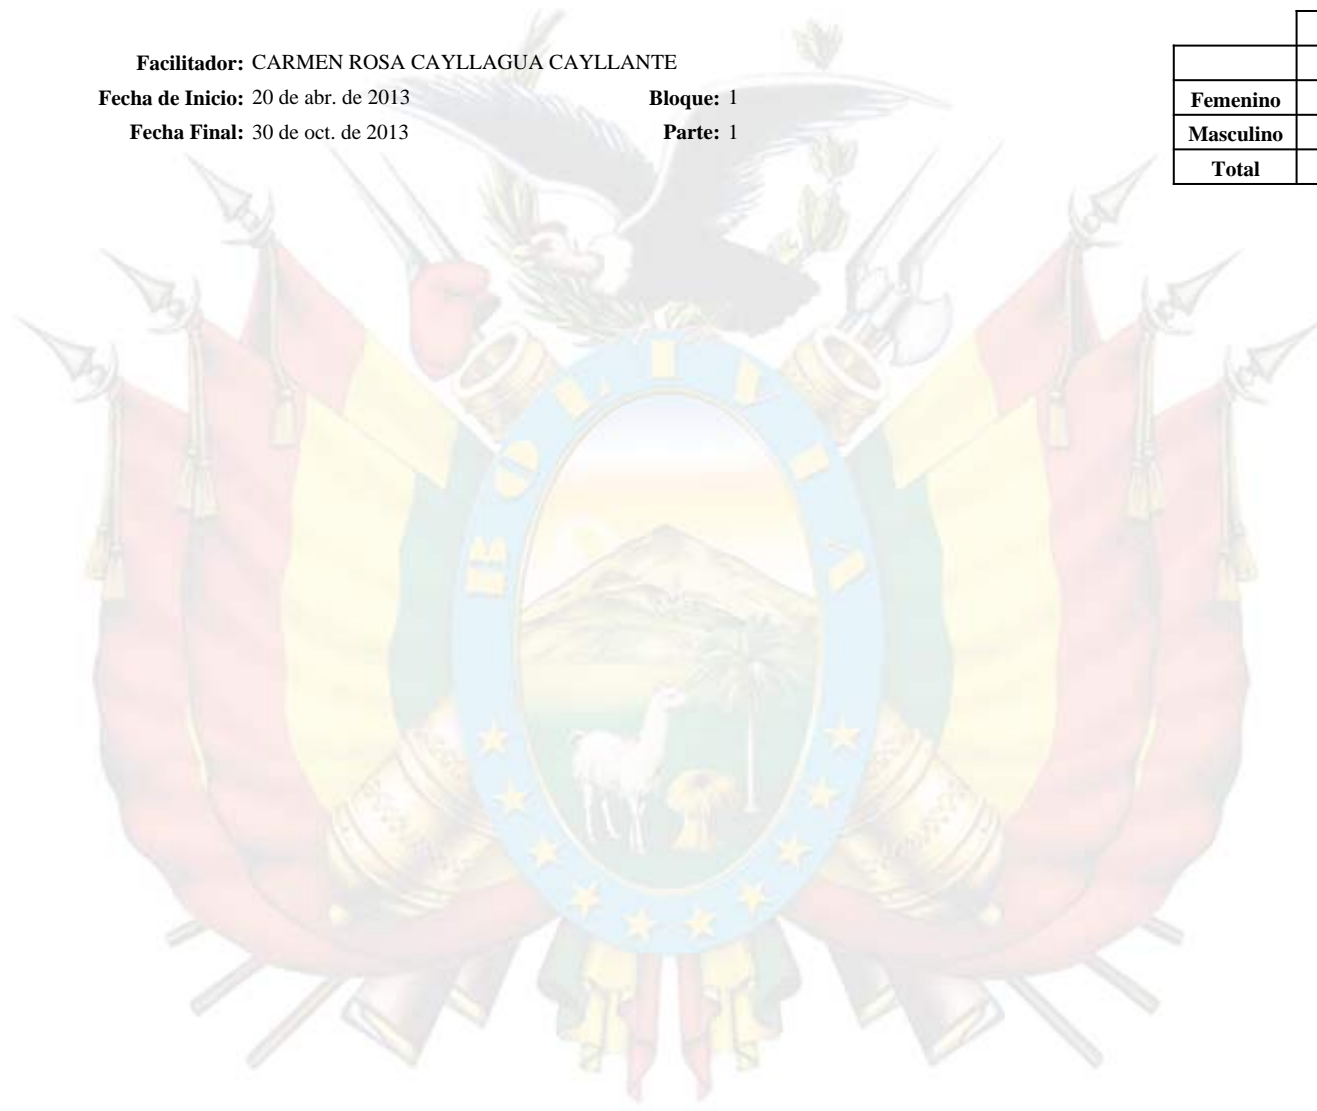 Facilitador: CARMEN ROSA CAYLLAGUA CAYLLANTE
Fecha de Inicio: 20 de abr. de 2013 Bloque: 1
Fecha Final: 30 de oct. de 2013 Parte: 1
Femenino
Masculino
Total
BOLIVIA